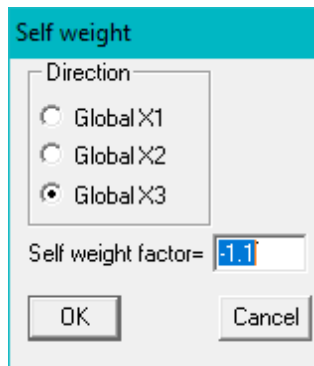 Self weight
Direction
Global X1
Global X2
Global X3
Self weight factor= -1.1
OK Cancel